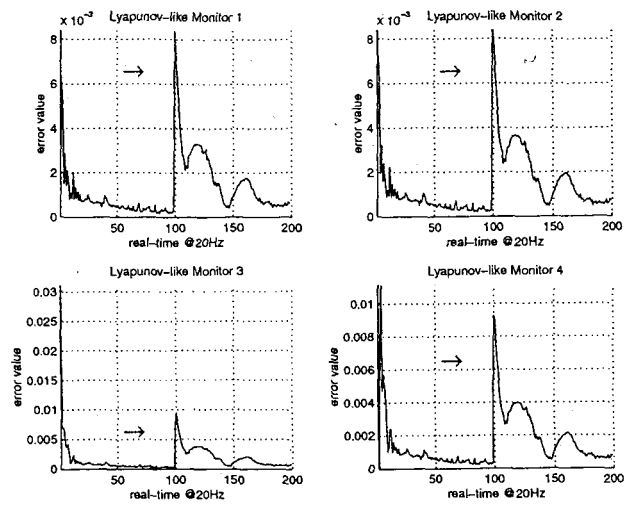 Lyapunov-like Monitor 1
x 10⁻³
8
6
4
2
0
error value
50 100 150 200
real-time @20Hz
Lyapunov-like Monitor 2
x 10⁻³
8
6
4
2
0
error value
50 100 150 200
real-time @20Hz
Lyapunov-like Monitor 3
0.03
0.025
0.02
0.015
0.01
0.005
0
error value
50 100 150 200
real-time @20Hz
Lyapunov-like Monitor 4
0.01
0.008
0.006
0.004
0.002
0
error value
50 100 150 200
real-time @20Hz